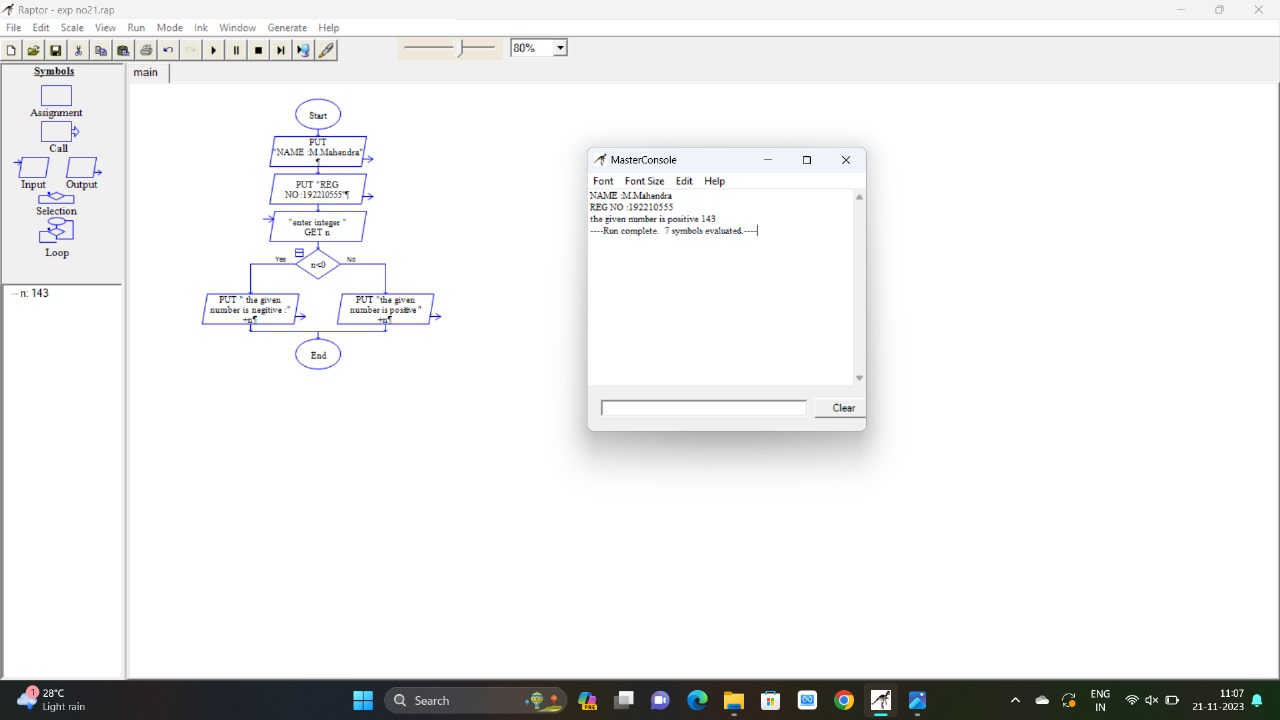 Raptor - exp no21.rap
File Edit Scale View Run Mode Ink Window Generate Help
80%
Symbols
Assignment
Call
Input Output
Selection
Loop
n: 143
main
Start
PUT
"NAME :M.Mahendra"
¶
PUT "REG
NO :192210555"¶
"enter integer "
GET n
Yes
n<0
No
PUT " the given
number is negitive :"
+n¶
PUT "the given
number is positive "
+n¶
End
MasterConsole
Font Font Size Edit Help
NAME :M.Mahendra
REG NO :192210555
the given number is positive 143
----Run complete. 7 symbols evaluated.----
Clear
1
28°C
Light rain
Search
PRE
ENG
IN
11:07
21-11-2023